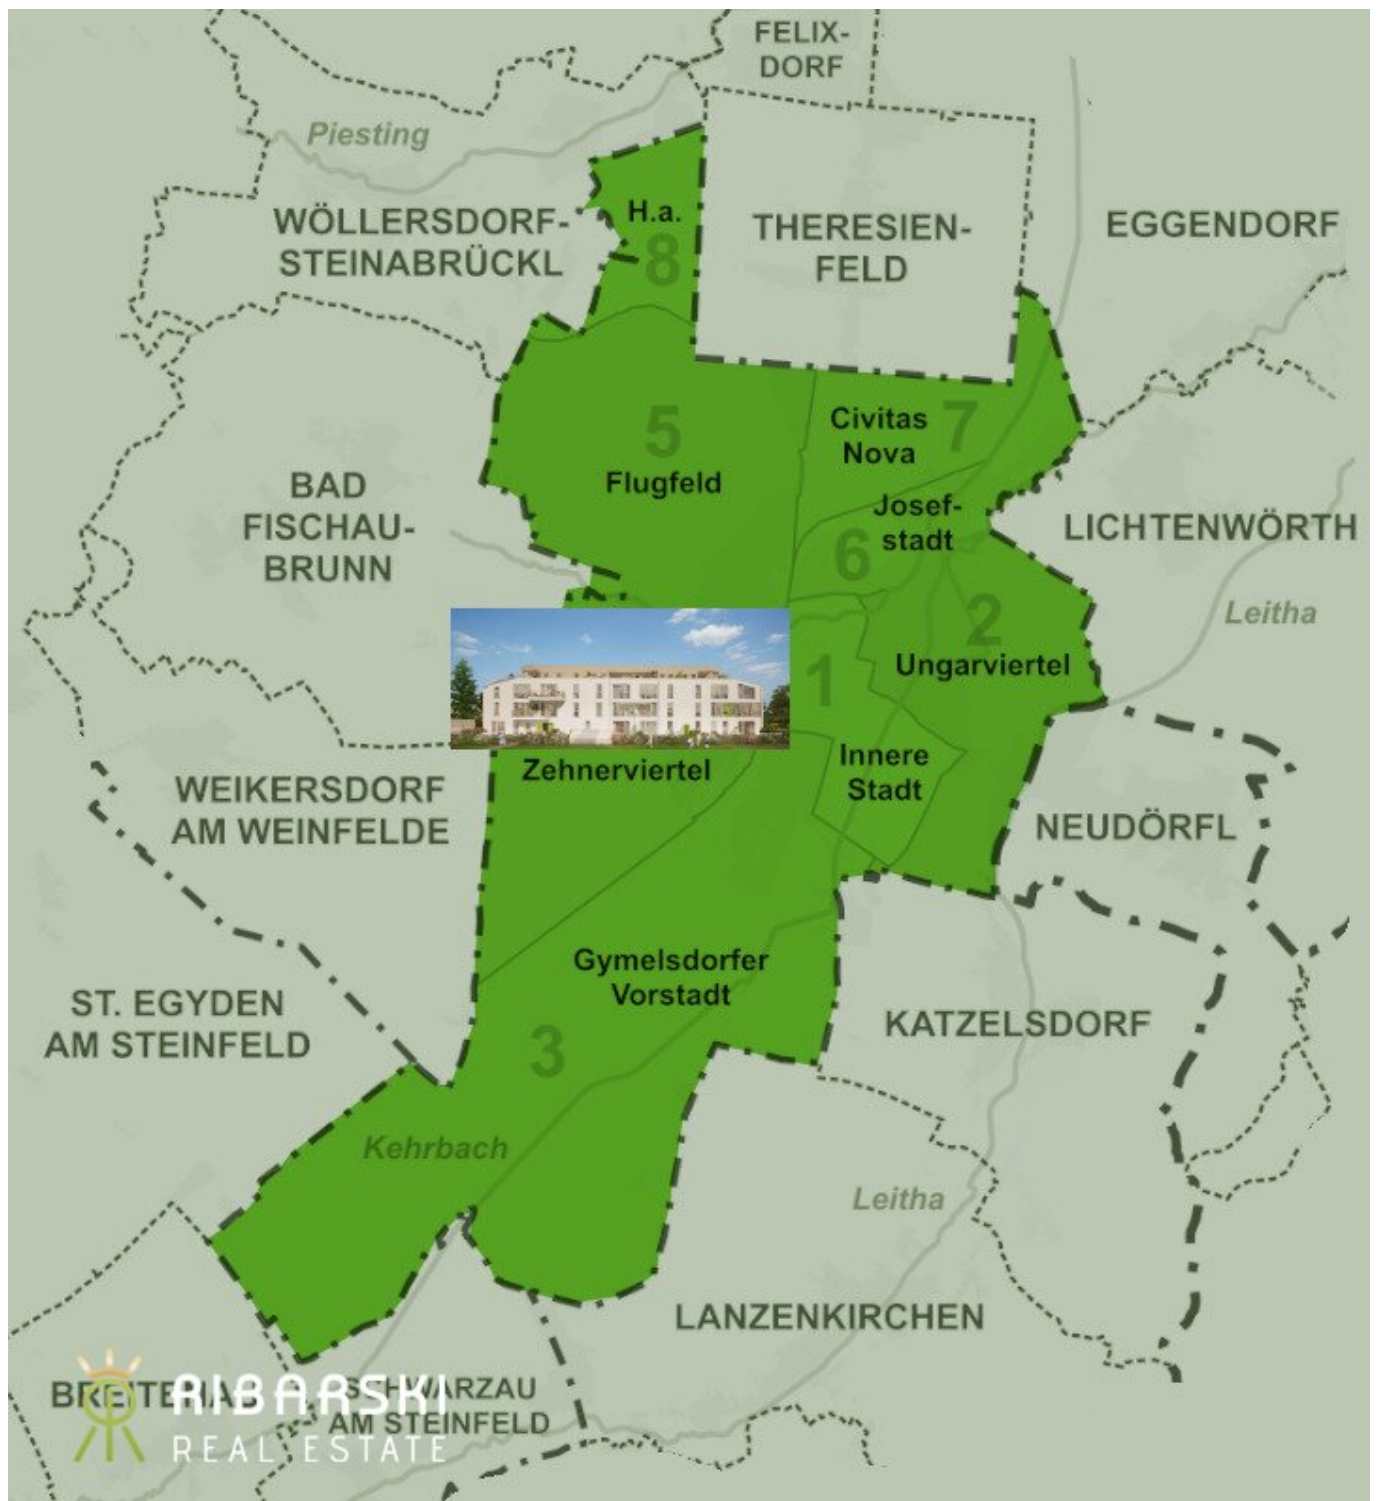 FELIX-
DORF
Piesting
H.a.
8
WÖLLERSDORF-
STEINABRÜCKL
THERESIEN-
FELD
EGGENDORF
5
Flugfeld
Civitas
Nova
7
BAD
FISCHAU-
BRUNN
Josef-
stadt
6
LICHTENWÖRTH
Leitha
2
Ungarviertel
1
Innere
Stadt
Zehnerviertel
WEIKERSDORF
AM WEINFELDE
NEUDÖRFL
Gymelsdorfer
Vorstadt
3
ST. EGYDEN
AM STEINFELD
KATZELSDORF
Kehrbach
Leitha
LANZENKIRCHEN
BREITENAU
SCHWARZAU
AM STEINFELD
RIBARSKI
REAL ESTATE